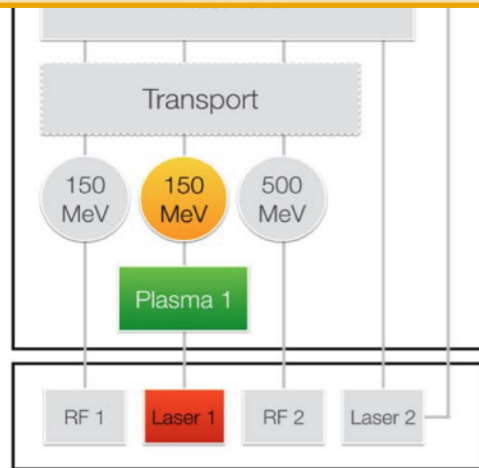 Transport
150
MeV
150
MeV
500
MeV
Plasma 1
RF 1
Laser 1
RF 2
Laser 2